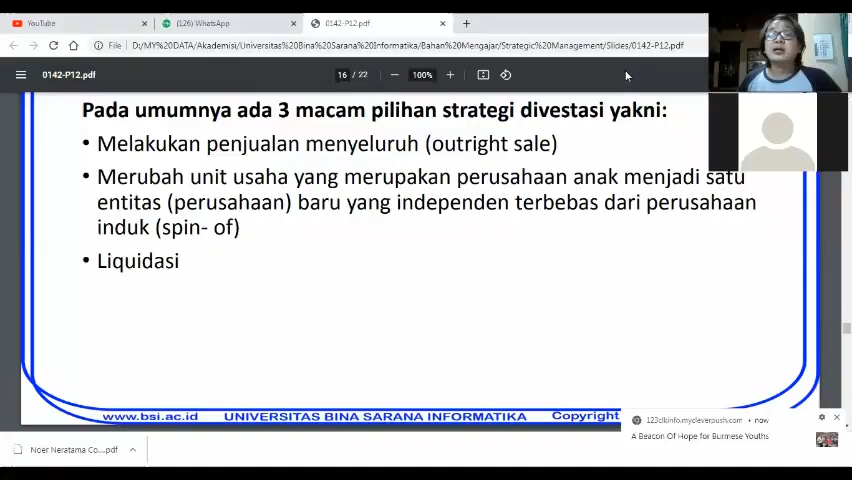 YouTube
(126) WhatsApp
0142-P12.pdf
File
D:/MY%20DATA/Akademisi/Universitas%20Bina%20Sarana%20Informatika/Bahan%20Mengajar/Strategic%20Management/Slides/0142-P12.pdf
0142-P12.pdf
16 / 22
100%
Pada umumnya ada 3 macam pilihan strategi divestasi yakni:
• Melakukan penjualan menyeluruh (outright sale)
• Merubah unit usaha yang merupakan perusahaan anak menjadi satu
entitas (perusahaan) baru yang independen terbebas dari perusahaan
induk (spin- of)
• Liquidasi
www.bsi.ac.id
UNIVERSITAS BINA SARANA INFORMATIKA
Copyright
123clkinfo.mycleverpush.com • now
A Beacon Of Hope for Burmese Youths
Noer Neratama Co....pdf